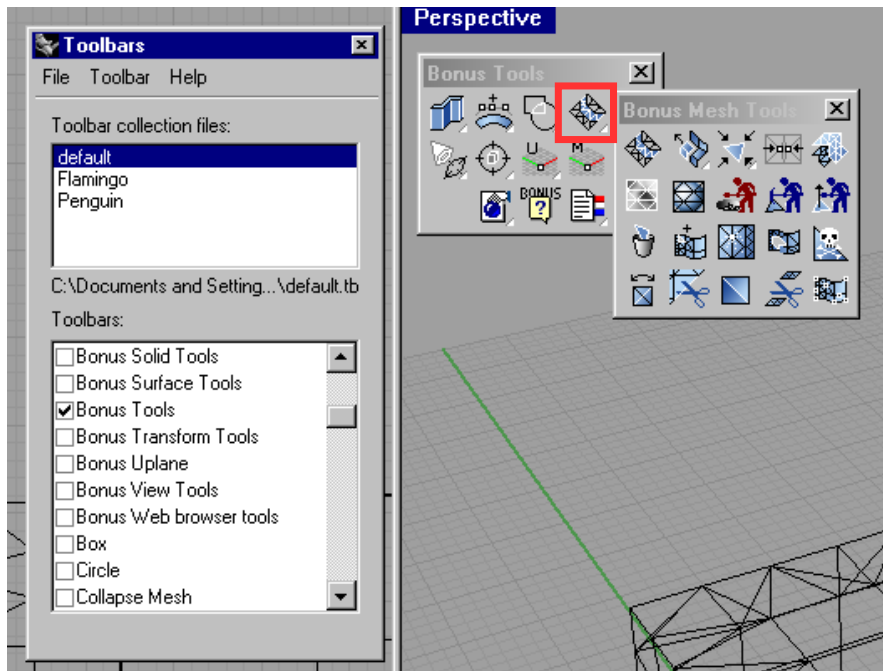 Toolbars
File Toolbar Help
Toolbar collection files:
default
Flamingo
Penguin
C:\Documents and Setting...\default.tb
Toolbars:
Bonus Solid Tools
Bonus Surface Tools
Bonus Tools
Bonus Transform Tools
Bonus Uplane
Bonus View Tools
Bonus Web browser tools
Box
Circle
Collapse Mesh
Perspective
Bonus Tools
U M
BONUS
?
Bonus Mesh Tools